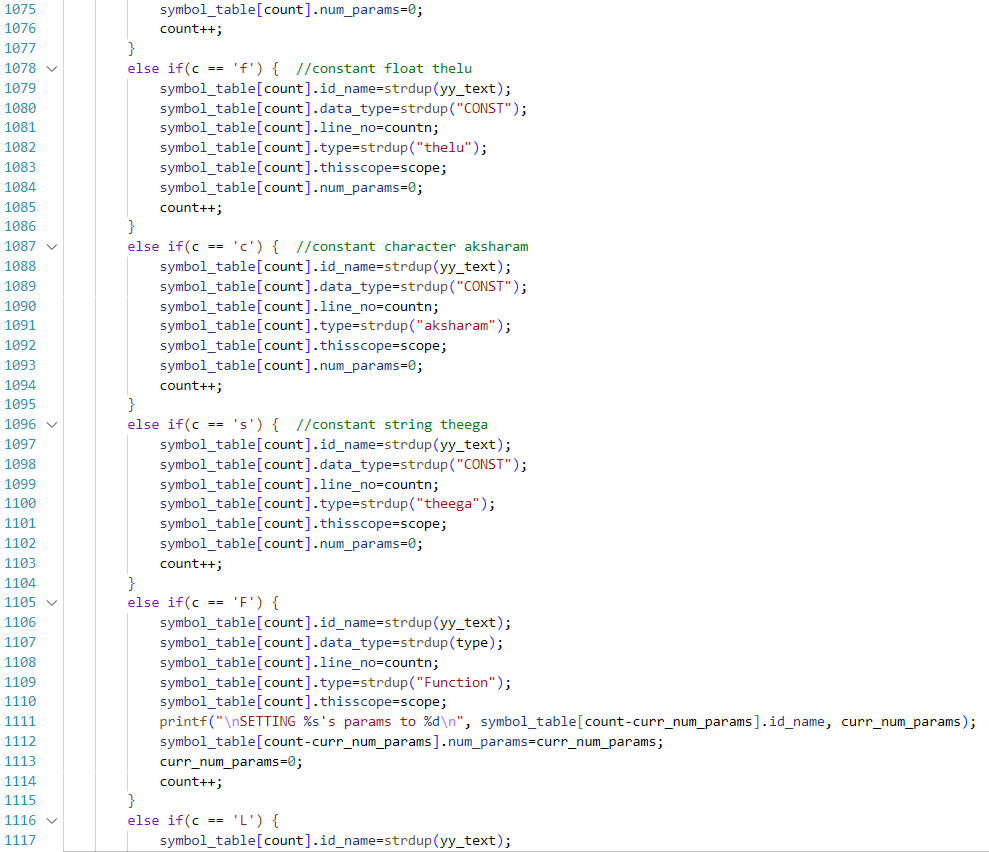 1075 symbol_table[count].num_params=0;
1076 count++;
1077 }
1078 else if(c == 'f') {  //constant float thelu
1079 symbol_table[count].id_name=strdup(yy_text);
1080 symbol_table[count].data_type=strdup("CONST");
1081 symbol_table[count].line_no=countn;
1082 symbol_table[count].type=strdup("thelu");
1083 symbol_table[count].thisscope=scope;
1084 symbol_table[count].num_params=0;
1085 count++;
1086 }
1087 else if(c == 'c') {  //constant character aksharam
1088 symbol_table[count].id_name=strdup(yy_text);
1089 symbol_table[count].data_type=strdup("CONST");
1090 symbol_table[count].line_no=countn;
1091 symbol_table[count].type=strdup("aksharam");
1092 symbol_table[count].thisscope=scope;
1093 symbol_table[count].num_params=0;
1094 count++;
1095 }
1096 else if(c == 's') {  //constant string theega
1097 symbol_table[count].id_name=strdup(yy_text);
1098 symbol_table[count].data_type=strdup("CONST");
1099 symbol_table[count].line_no=countn;
1100 symbol_table[count].type=strdup("theega");
1101 symbol_table[count].thisscope=scope;
1102 symbol_table[count].num_params=0;
1103 count++;
1104 }
1105 else if(c == 'F') {
1106 symbol_table[count].id_name=strdup(yy_text);
1107 symbol_table[count].data_type=strdup(type);
1108 symbol_table[count].line_no=countn;
1109 symbol_table[count].type=strdup("Function");
1110 symbol_table[count].thisscope=scope;
1111 printf("\nSETTING %s's params to %d\n", symbol_table[count-curr_num_params].id_name, curr_num_params);
1112 symbol_table[count-curr_num_params].num_params=curr_num_params;
1113 curr_num_params=0;
1114 count++;
1115 }
1116 else if(c == 'L') {
1117 symbol_table[count].id_name=strdup(yy_text);